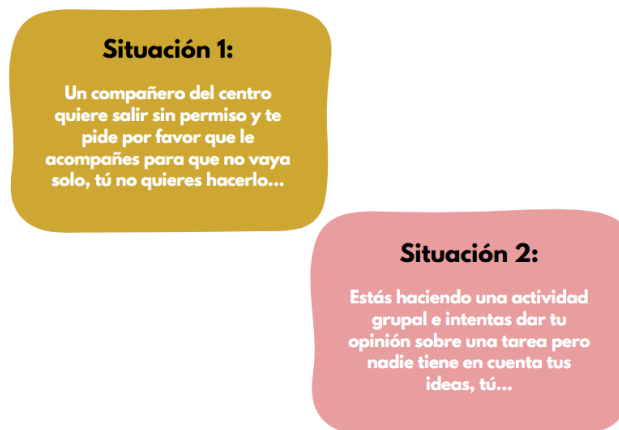 Situación 1:
Un compañero del centro
quiere salir sin permiso y te
pide por favor que le
acompañes para que no vaya
solo, tú no quieres hacerlo...
Situación 2:
Estás haciendo una actividad
grupal e intentas dar tu
opinión sobre una tarea pero
nadie tiene en cuenta tus
ideas, tú...